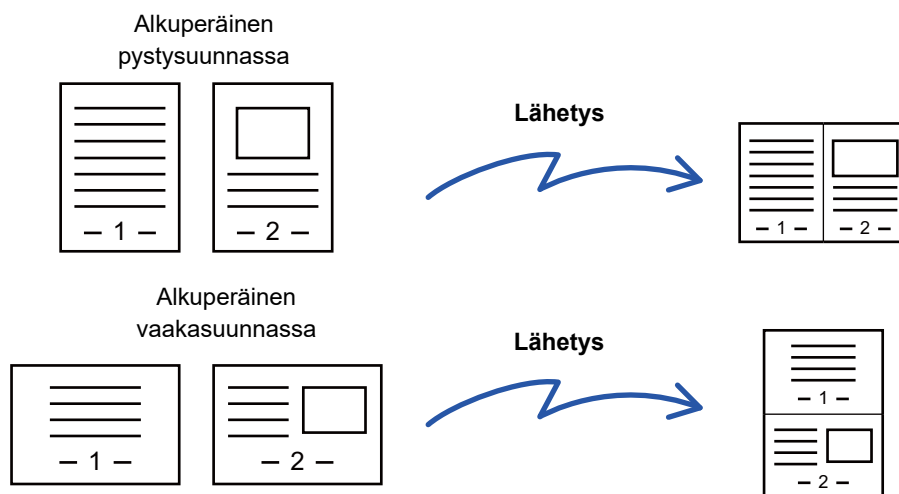 Alkuperäinen
pystysuunnassa
Lähetys
– 1 –
– 2 –
– 1 –
– 2 –
Alkuperäinen
vaakasuunnassa
Lähetys
– 1 –
– 2 –
– 1 –
– 2 –